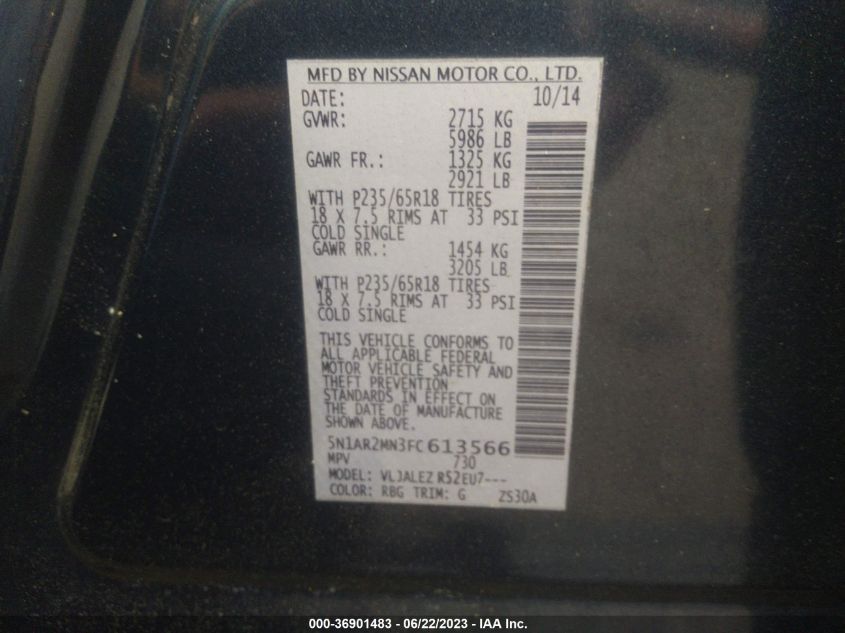 MFD BY NISSAN MOTOR CO., LTD.
DATE: 10/14
GVWR: 2715 KG
5986 LB
GAWR FR.: 1325 KG
2921 LB
WITH P235/65R18 TIRES
18 X 7.5 RIMS AT 33 PSI
COLD SINGLE
GAWR RR.: 1454 KG
3205 LB
WITH P235/65R18 TIRES
18 X 7.5 RIMS AT 33 PSI
COLD SINGLE
THIS VEHICLE CONFORMS TO
ALL APPLICABLE FEDERAL
MOTOR VEHICLE SAFETY AND
THEFT PREVENTION
STANDARDS IN EFFECT ON
THE DATE OF MANUFACTURE
SHOWN ABOVE.
5N1AR2MN3FC613566
MPV 730
MODEL: R52EU7---
COLOR: RBG TRIM: G ZS30A
000-36901483 - 06/22/2023 - IAA Inc.